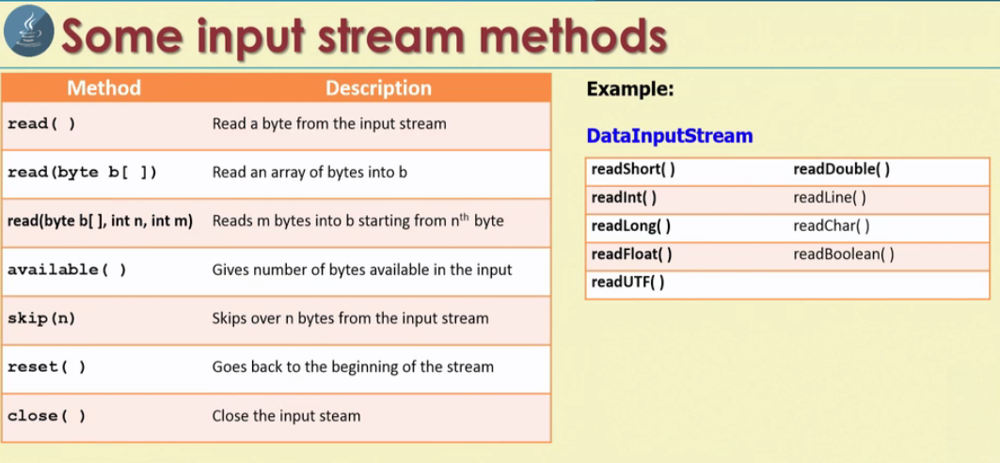 Some input stream methods
Method Description
read( ) Read a byte from the input stream
read(byte b[ ]) Read an array of bytes into b
read(byte b[ ], int n, int m) Reads m bytes into b starting from nth byte
available( ) Gives number of bytes available in the input
skip(n) Skips over n bytes from the input stream
reset( ) Goes back to the beginning of the stream
close( ) Close the input steam
Example:
DataInputStream
readShort( ) readDouble( )
readInt( ) readLine( )
readLong( ) readChar( )
readFloat( ) readBoolean( )
readUTF( )